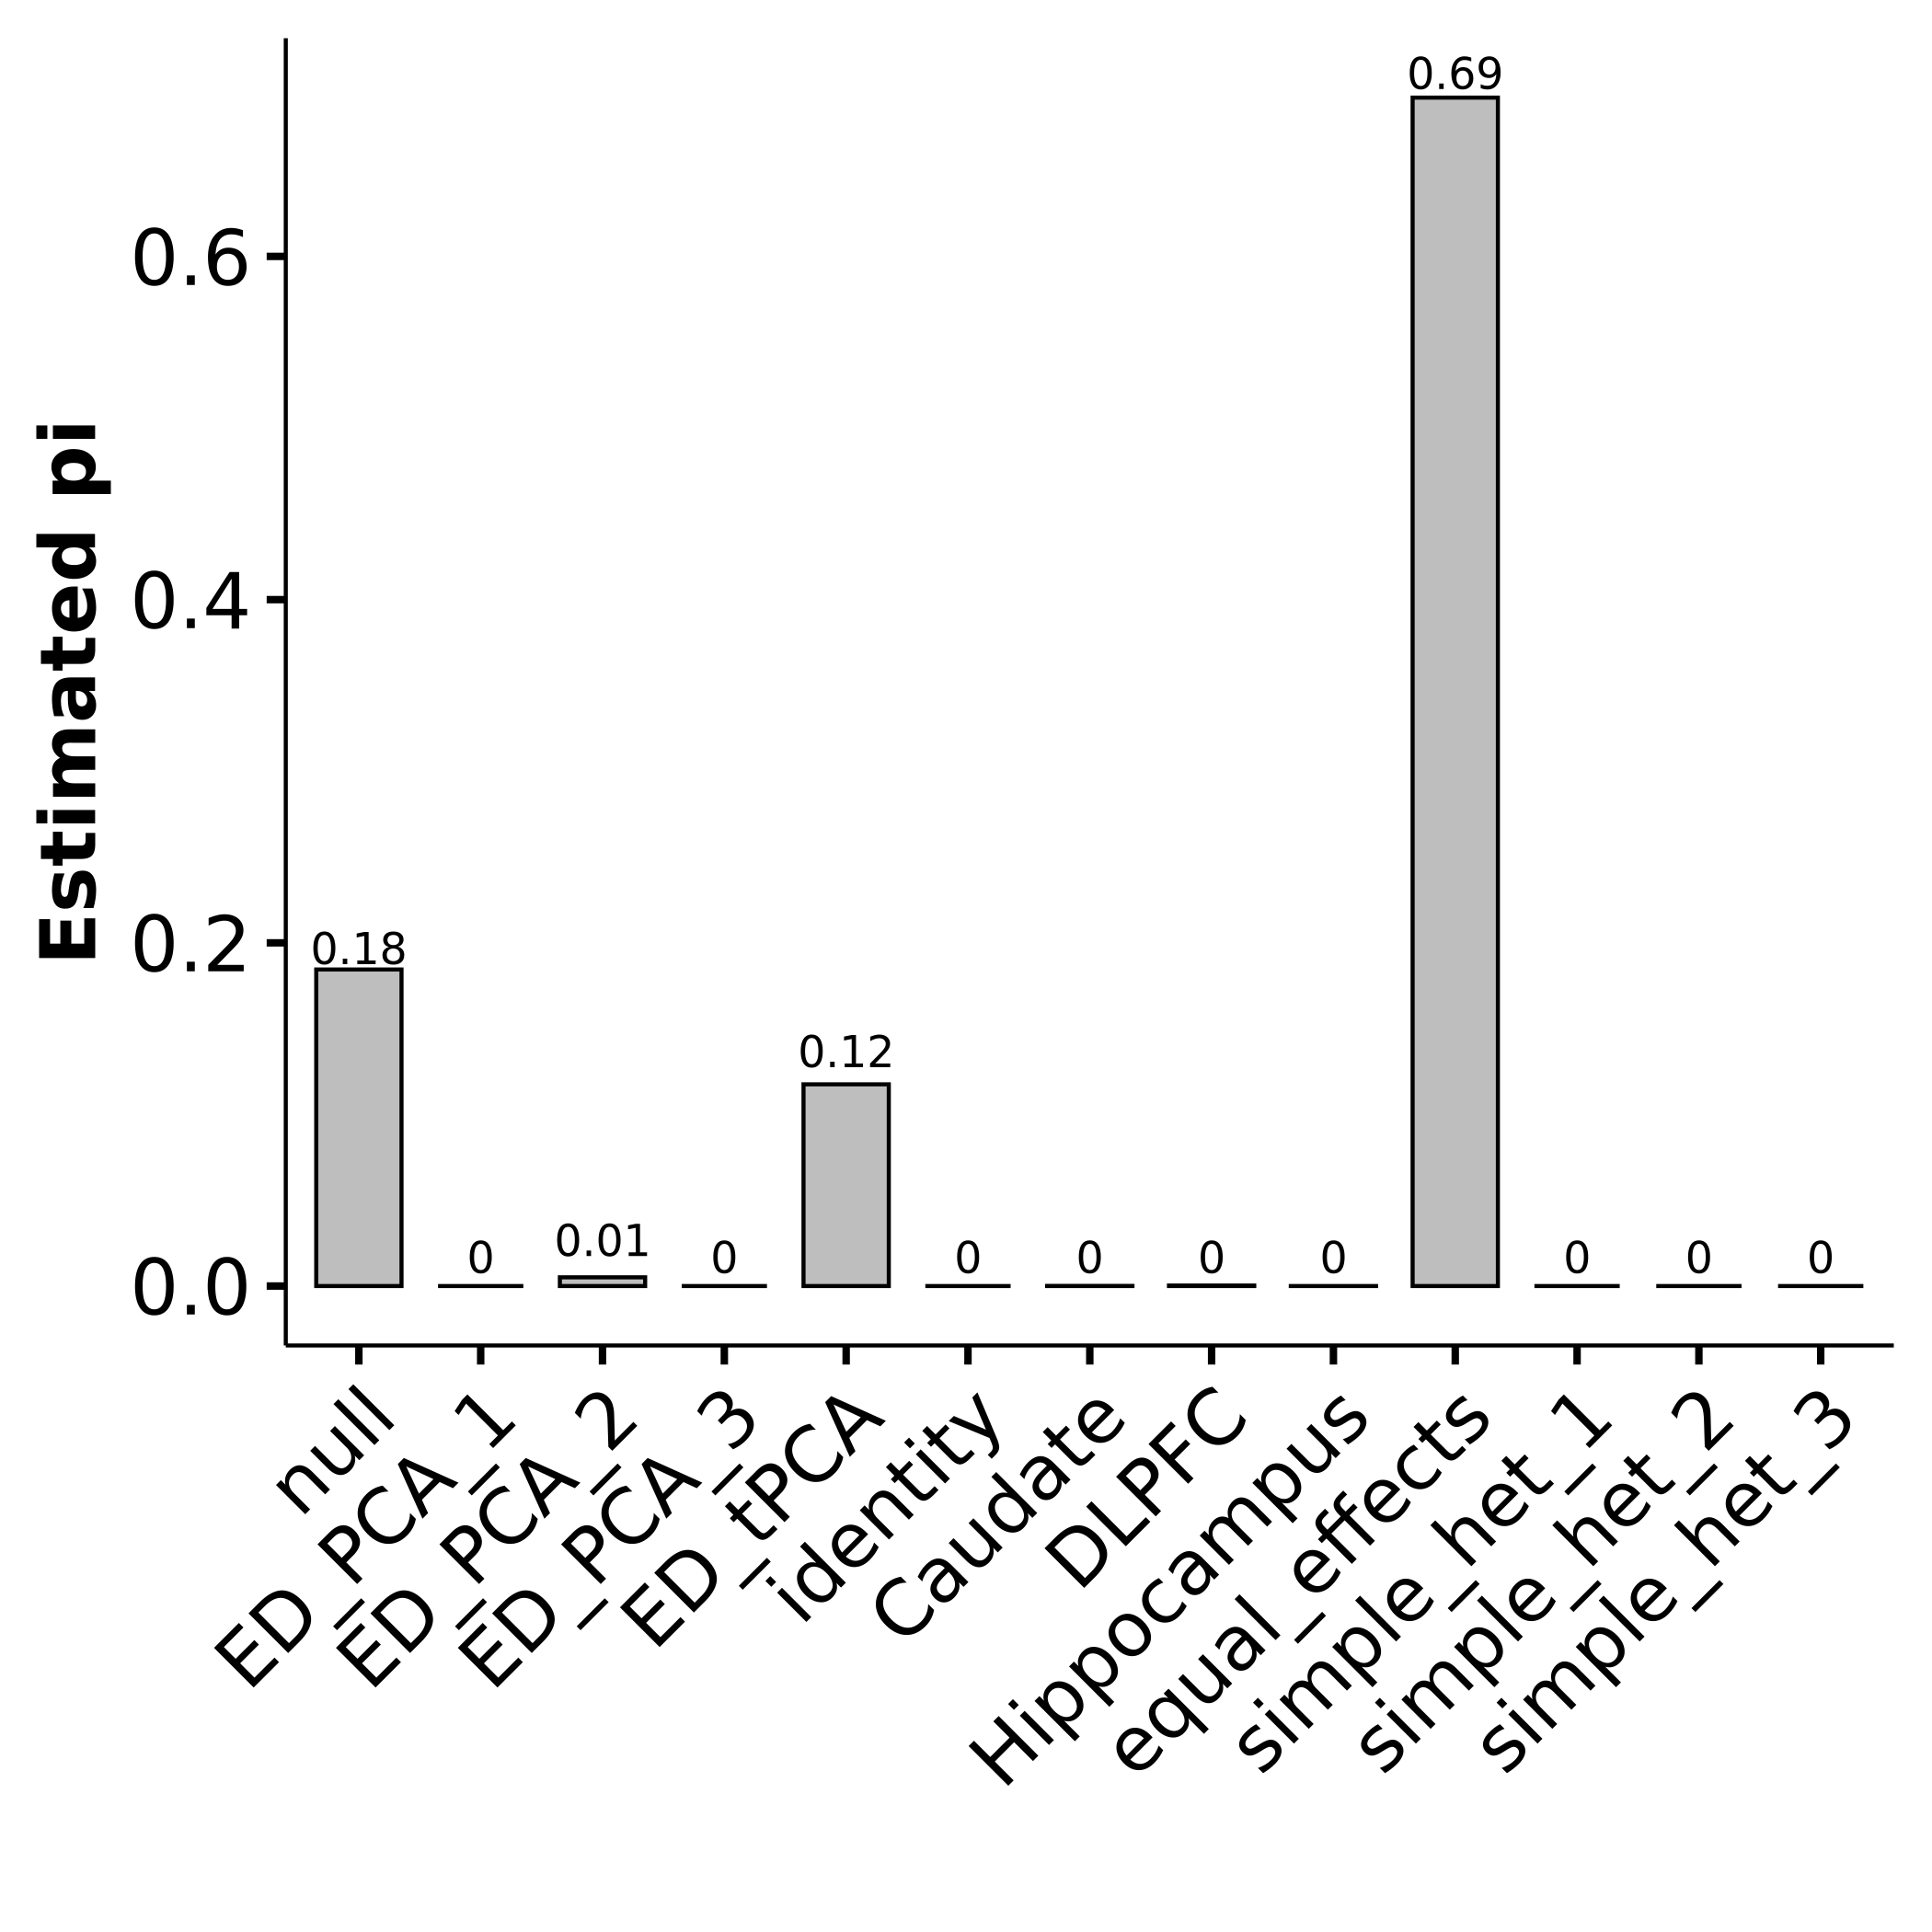 Estimated pi
0.6
0.4
0.2
0.0
0.18
0
0.01
0
0.12
0
0
0
0
0.69
0
0
0
null
ED_PCA_1
ED_PCA_2
ED_PCA_3
ED_tPCA
identity
Caudate
DLPFC
Hippocampus
equal_effects
simple_het_1
simple_het_2
simple_het_3